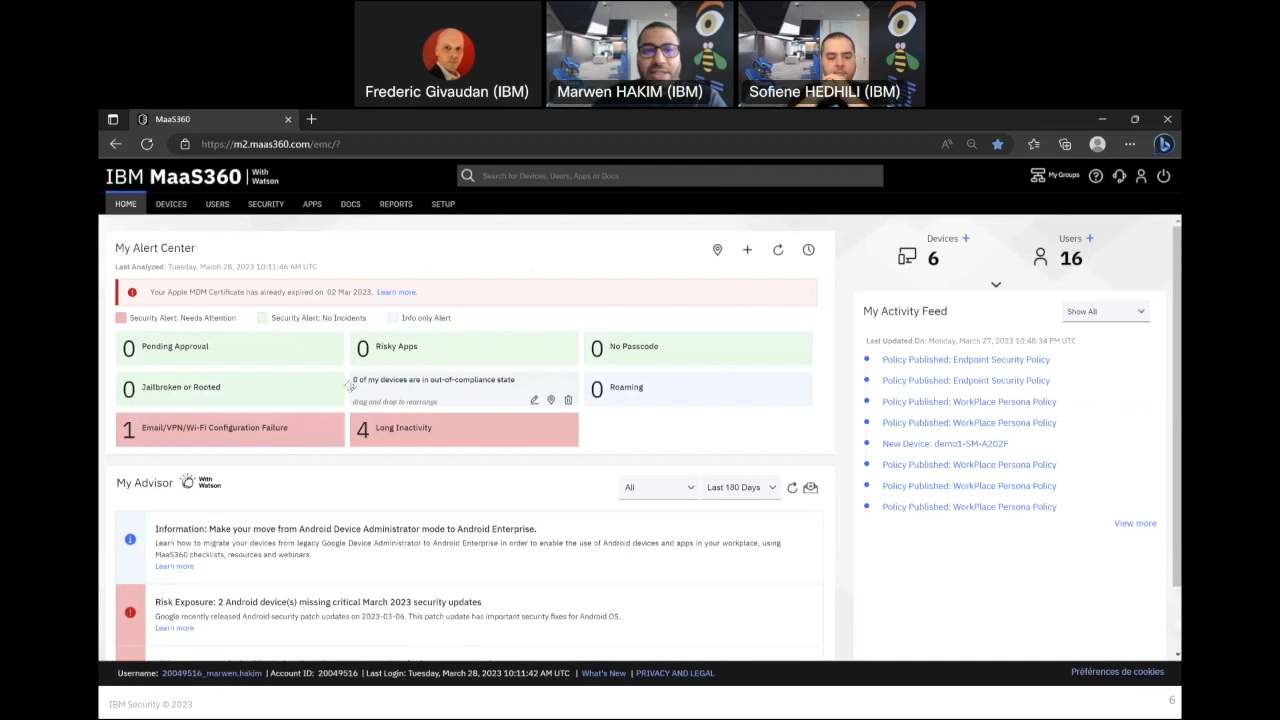 Frederic Givaudan (IBM)
Marwen HAKIM (IBM)
Sofiene HEDHILI (IBM)
MaaS360
https://m2.maas360.com/emc/?
IBM MaaS360 | With Watson
Search for Devices, Users, Apps or Docs
My Groups
HOME DEVICES USERS SECURITY APPS DOCS REPORTS SETUP
My Alert Center
Last Analyzed: Tuesday, March 28, 2023 10:11:46 AM UTC
Your Apple MDM Certificate has already expired on 02 Mar 2023. Learn more.
Security Alert: Needs Attention Security Alert: No Incidents Info only Alert
0 Pending Approval
0 Risky Apps
0 No Passcode
0 Jailbroken or Rooted
0 of my devices are in out-of-compliance state
drag and drop to rearrange
0 Roaming
1 Email/VPN/Wi-Fi Configuration Failure
4 Long Inactivity
My Advisor With Watson
All
Last 180 Days
Information: Make your move from Android Device Administrator mode to Android Enterprise.
Learn how to migrate your devices from legacy Google Device Administrator to Android Enterprise in order to enable the use of Android devices and apps in your workplace, using
MaaS360 checklists, resources and webinars.
Learn more
Risk Exposure: 2 Android device(s) missing critical March 2023 security updates
Google recently released Android security patch updates on 2023-03-06. This patch update has important security fixes for Android OS.
Learn more
Devices +
6
Users +
16
My Activity Feed
Show All
Last Updated On: Monday, March 27, 2023 10:48:34 PM UTC
Policy Published: Endpoint Security Policy
Policy Published: Endpoint Security Policy
Policy Published: WorkPlace Persona Policy
Policy Published: WorkPlace Persona Policy
New Device: demo1-SM-A202F
Policy Published: WorkPlace Persona Policy
Policy Published: WorkPlace Persona Policy
Policy Published: WorkPlace Persona Policy
View more
Username: 20049516_marwen.hakim | Account ID: 20049516 | Last Login: Tuesday, March 28, 2023 10:11:42 AM UTC | What's New | PRIVACY AND LEGAL
Préférences de cookies
IBM Security © 2023
6